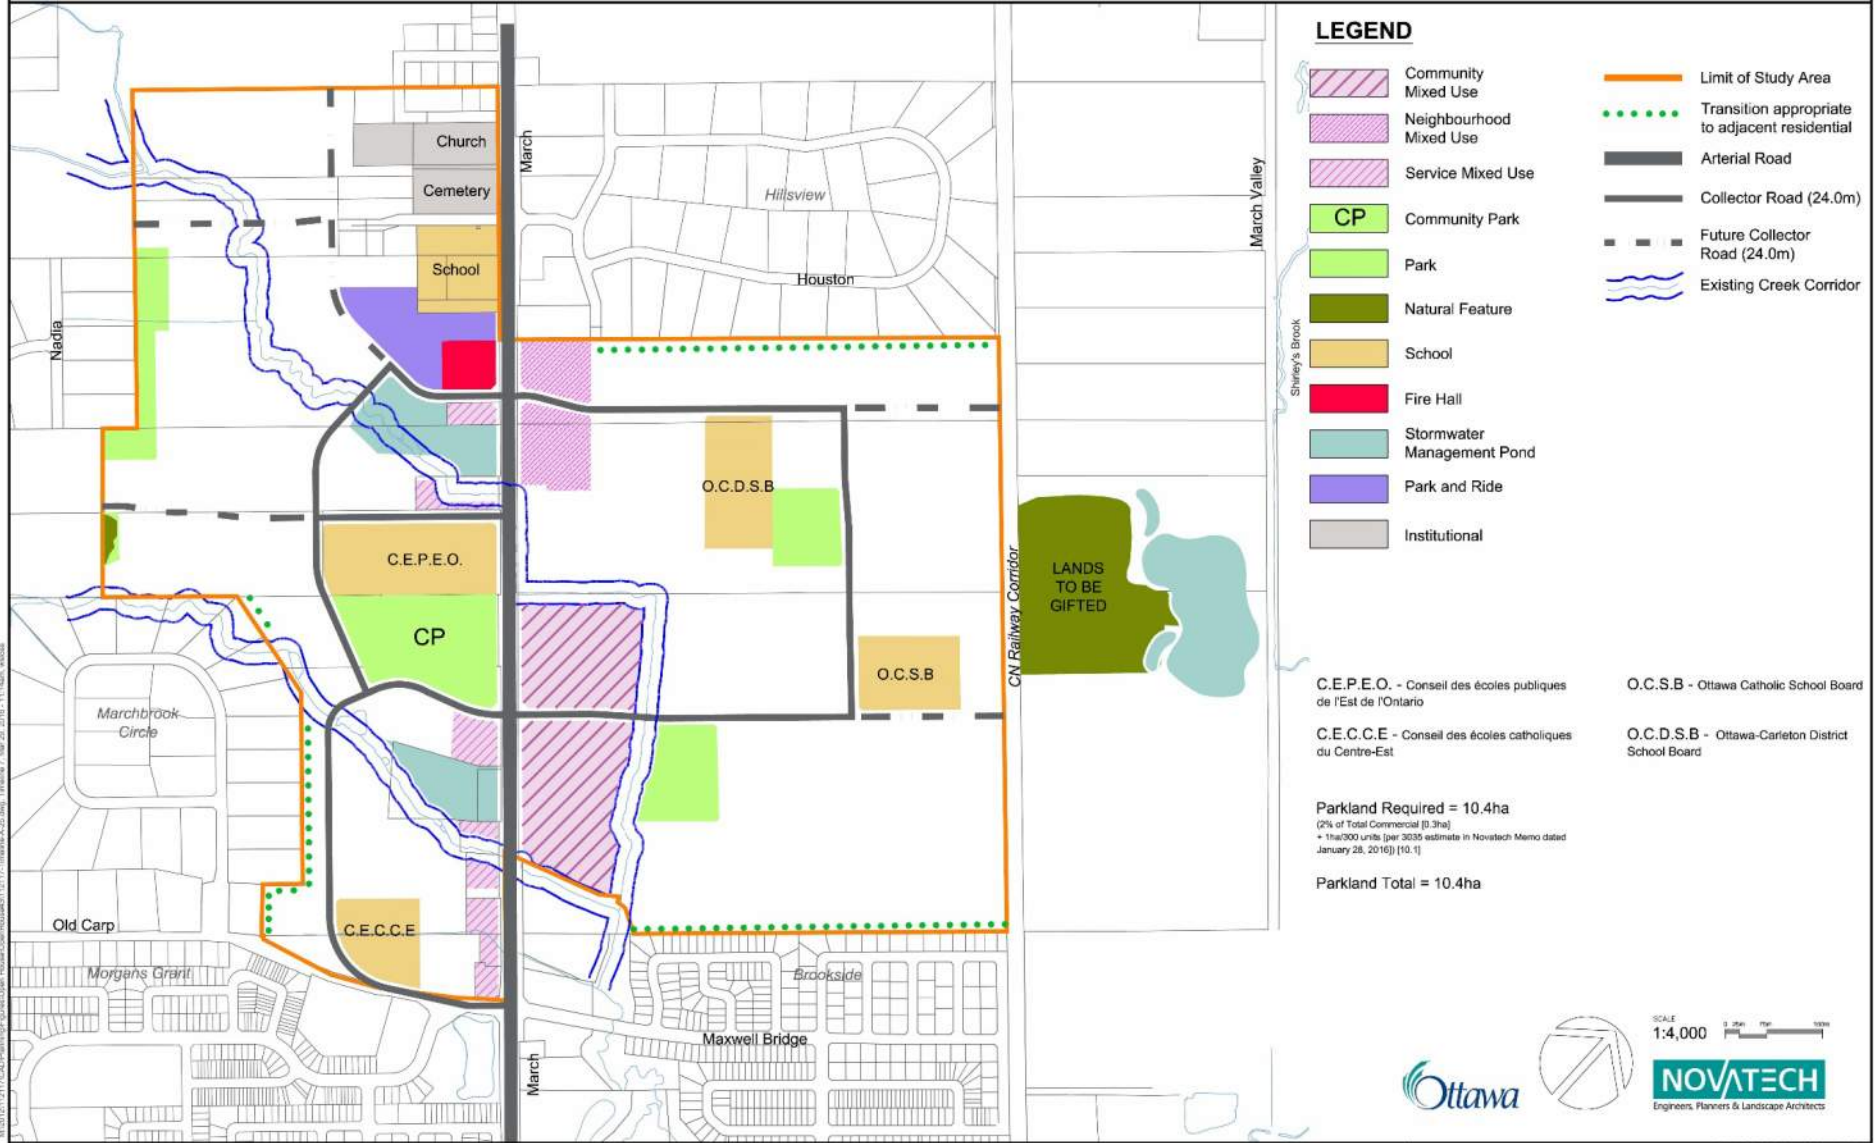 Church
March
Cemetery
Hillsview
March Valley
School
Houston
Nadia
Shirley's Brook
O.C.D.S.B
C.E.P.E.O.
CN Railway Corridor
LANDS
TO BE
GIFTED
CP
O.C.S.B
Marchbrook
Circle
Old Carp
C.E.C.C.E
Morgans Grant
Brookside
Maxwell Bridge
March
LEGEND
Community
Mixed Use
Neighbourhood
Mixed Use
Service Mixed Use
CP
Community Park
Park
Natural Feature
School
Fire Hall
Stormwater
Management Pond
Park and Ride
Institutional
Limit of Study Area
Transition appropriate
to adjacent residential
Arterial Road
Collector Road (24.0m)
Future Collector
Road (24.0m)
Existing Creek Corridor
C.E.P.E.O. - Conseil des écoles publiques
de l'Est de l'Ontario
C.E.C.C.E - Conseil des écoles catholiques
du Centre-Est
O.C.S.B - Ottawa Catholic School Board
O.C.D.S.B - Ottawa-Carleton District
School Board
Parkland Required = 10.4ha
(2% of Total Commercial [0.3ha]
+ 1ha/300 units [per 3035 estimate in Novatech Memo dated
January 28, 2016]) [10.1]
Parkland Total = 10.4ha
SCALE
1:4,000
Ottawa
NOVATECH
Engineers, Planners & Landscape Architects